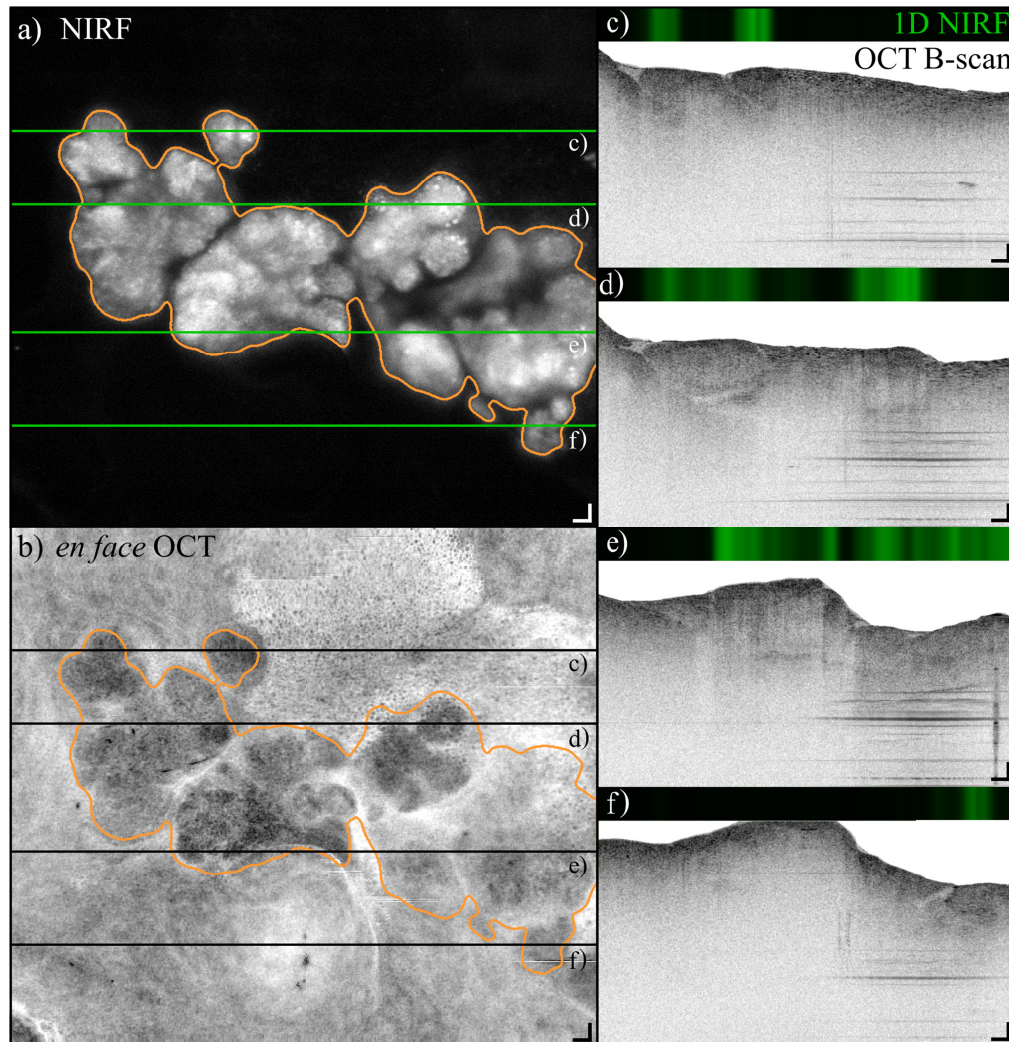 a) NIRF
c)
d)
e)
f)
b) en face OCT
c)
d)
e)
f)
c)
1D NIRF
OCT B-scan
d)
e)
f)